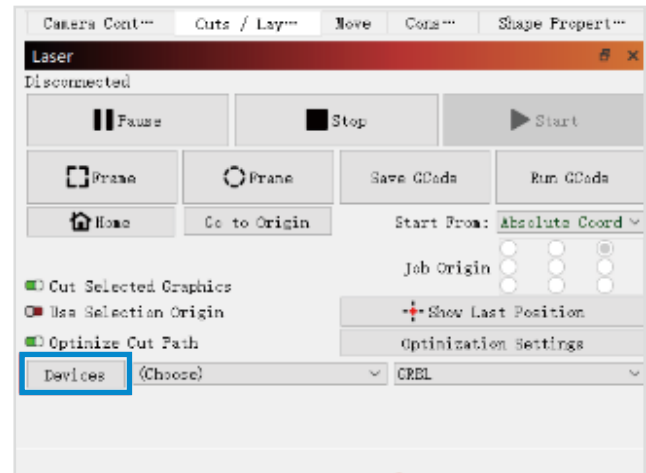 Camera Cont··· Cuts / Lay··· Move Cons··· Shape Propert···
Laser
Disconnected
Pause Stop Start
Frame Frame Save GCode Run GCode
Home Go to Origin Start From: Absolute Coord
Job Origin
Cut Selected Graphics
Use Selection Origin Show Last Position
Optimize Cut Path Optimization Settings
Devices (Choose) GRBL